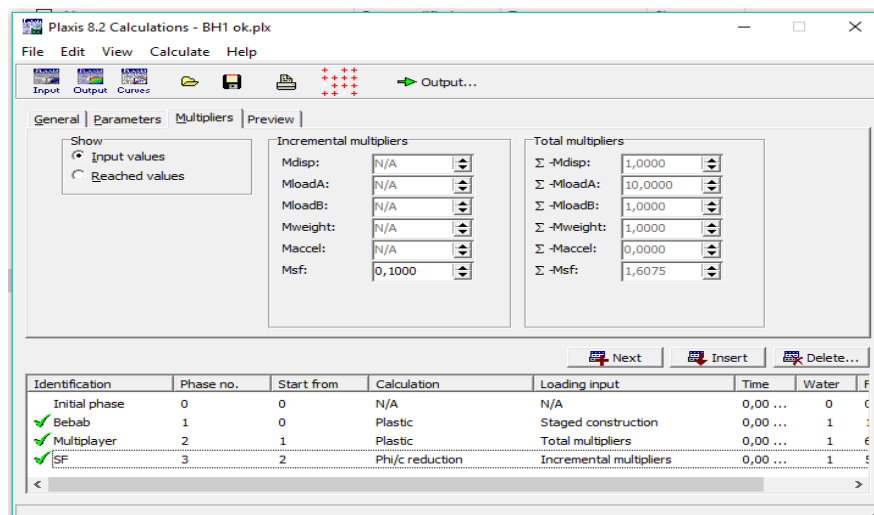 Plaxis 8.2 Calculations - BH1 ok.plx
File Edit View Calculate Help
Input Output Curves Output...
General Parameters Multipliers Preview
Show
Input values
Reached values
Incremental multipliers
Mdisp: N/A
MloadA: N/A
MloadB: N/A
Mweight: N/A
Maccel: N/A
Msf: 0,1000
Total multipliers
Σ -Mdisp: 1,0000
Σ -MloadA: 10,0000
Σ -MloadB: 1,0000
Σ -Mweight: 1,0000
Σ -Maccel: 0,0000
Σ -Msf: 1,6075
Next Insert Delete...
Identification Phase no. Start from Calculation Loading input Time Water F
Initial phase 0 0 N/A N/A 0,00 ... 0
Bebab 1 0 Plastic Staged construction 0,00 ... 1
Multiplayer 2 1 Plastic Total multipliers 0,00 ... 1
SF 3 2 Phi/c reduction Incremental multipliers 0,00 ... 1